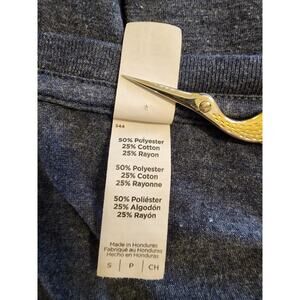 544
50% Polyester
25% Cotton
25% Rayon
50% Polyester
25% Coton
25% Rayonne
50% Poliéster
25% Algodón
25% Rayón
Made in Honduras
Fabriqué au Honduras
Hecho en Honduras
S P CH